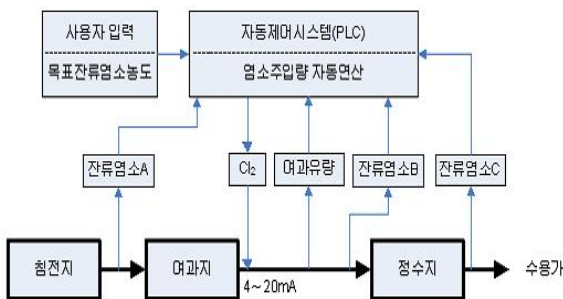 사용자 입력
목표잔류염소농도
자동제어시스템(PLC)
염소주입량 자동연산
잔류염소A
Cl₂
여과유량
잔류염소B
잔류염소C
침전지
여과지
4~20mA
정수지
수용가